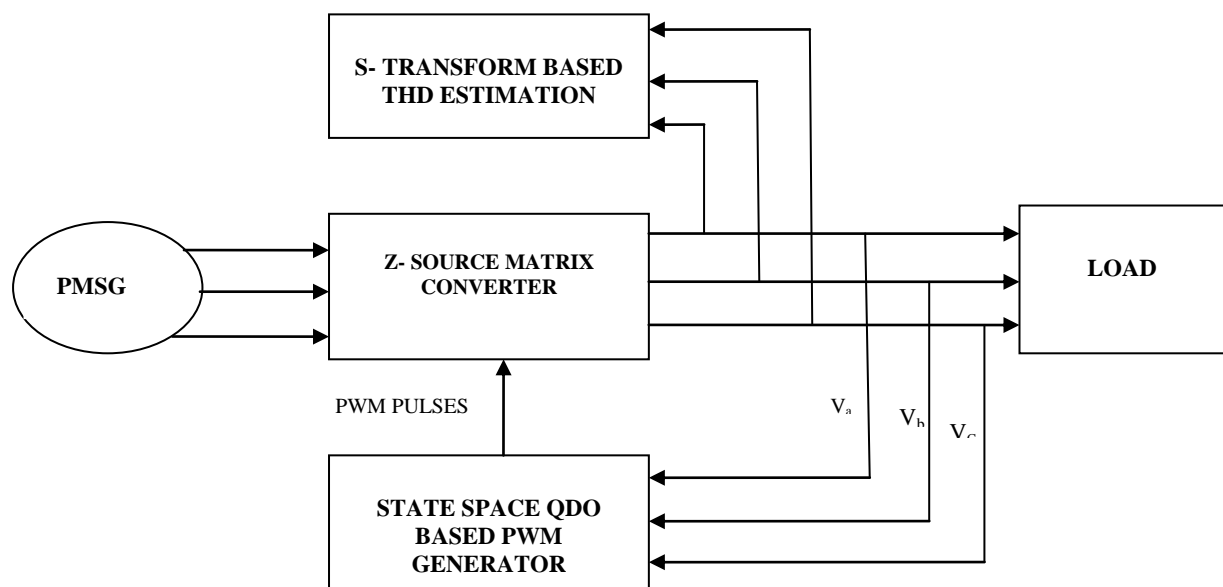 S- TRANSFORM BASED
THD ESTIMATION
PMSG
Z- SOURCE MATRIX
CONVERTER
LOAD
PWM PULSES
Va
Vb
Vc
STATE SPACE QDO
BASED PWM
GENERATOR